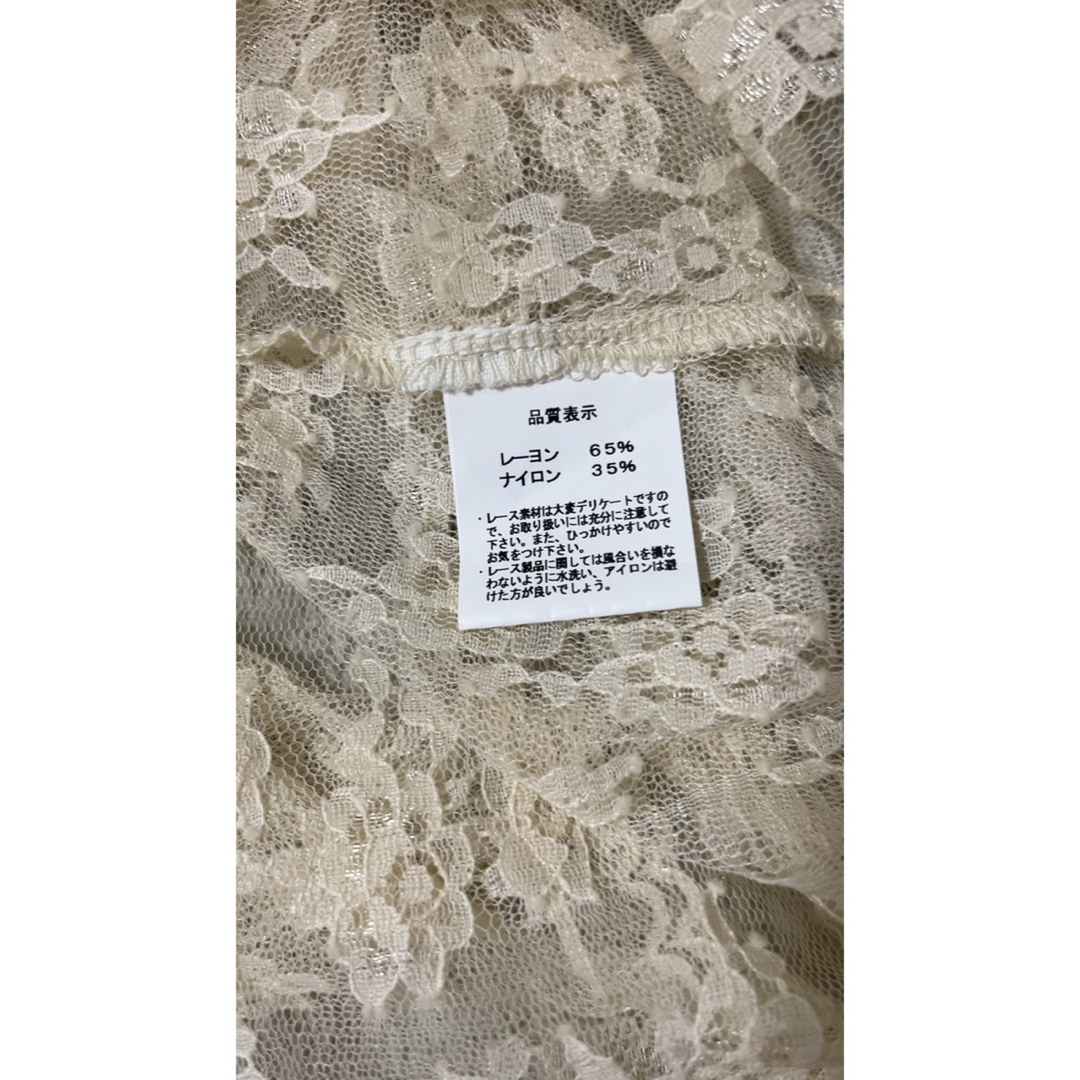 品質表示
レーヨン 65%
ナイロン 35%
・レース素材は大変デリケートですの
で、お取り扱いには充分に注意して
下さい。また、ひっかけやすいので
お気をつけ下さい。
・レース製品に関しては風合いを損な
わないように水洗い、アイロンは避
けた方が良いでしょう。